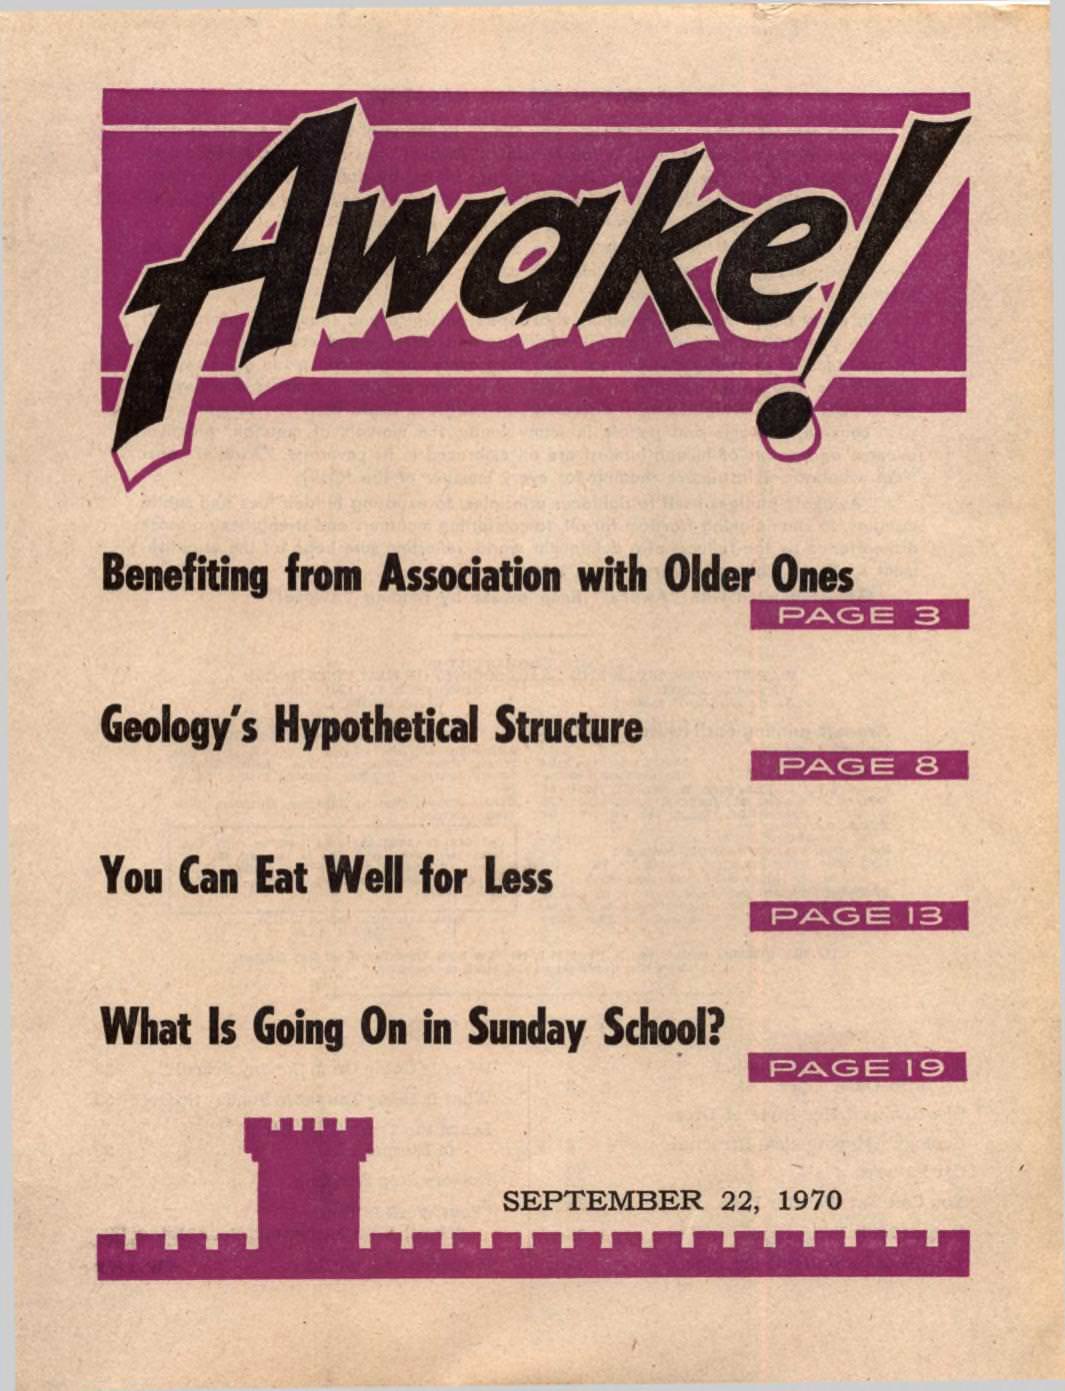 Awake!
Benefiting from Association with Older Ones
PAGE 3
Geology's Hypothetical Structure
PAGE 8
You Can Eat Well for Less
PAGE 13
What Is Going On in Sunday School?
PAGE 19
SEPTEMBER 22, 1970